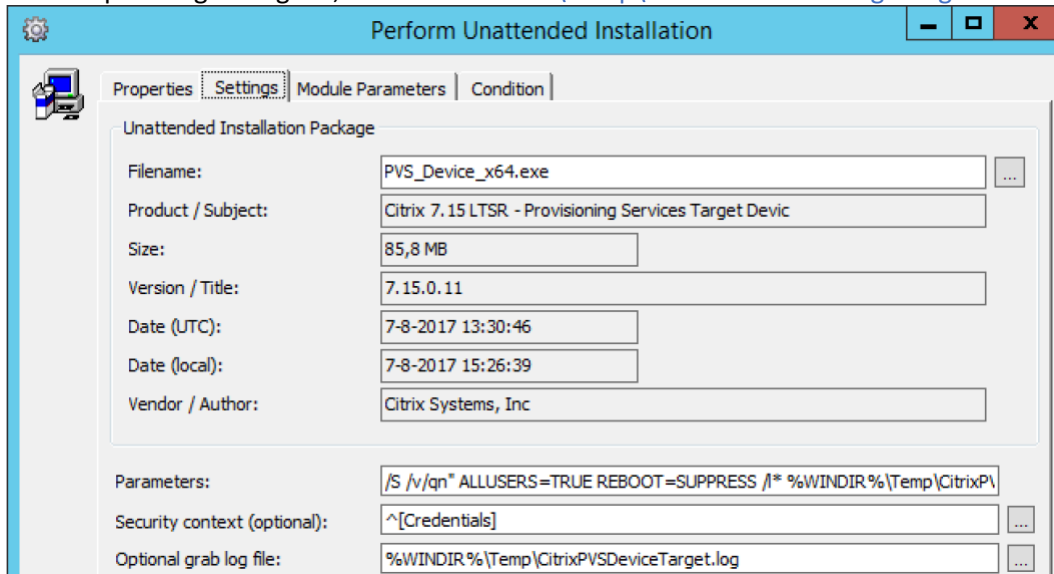 Perform Unattended Installation
Properties Settings Module Parameters Condition
Unattended Installation Package
Filename: PVS_Device_x64.exe ...
Product / Subject: Citrix 7.15 LTSR - Provisioning Services Target Devic
Size: 85,8 MB
Version / Title: 7.15.0.11
Date (UTC): 7-8-2017 13:30:46
Date (local): 7-8-2017 15:26:39
Vendor / Author: Citrix Systems, Inc
Parameters: /S /v/qn" ALLUSERS=TRUE REBOOT=SUPPRESS /l* %WINDIR%\Temp\CitrixPV
Security context (optional): ^[Credentials] ...
Optional grab log file: %WINDIR%\Temp\CitrixPVSDeviceTarget.log ...